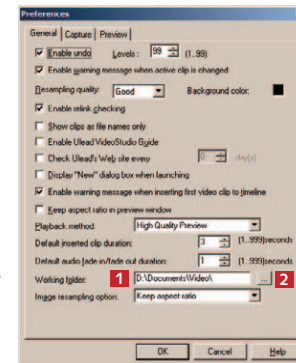 Preferences
General Capture Preview
Enable undo Levels: 99 (1..99)
Enable warning message when active clip is changed
Resampling quality: Good Background color:
Enable relink checking
Show clips as file names only
Enable Ulead VideoStudio Guide
Check Ulead's Web site every 0 day(s)
Display "New" dialog box when launching
Enable warning message when inserting first video clip to timeline
Keep aspect ratio in preview window
Playback method: High Quality Preview
Default inserted clip duration: 3 (1..999)seconds
Default audio fade in/fade out duration: 1 (1..999)seconds
Working folder: 1 D:\Documents\Video\ ... 2
Image resampling option: Keep aspect ratio
OK Cancel Help